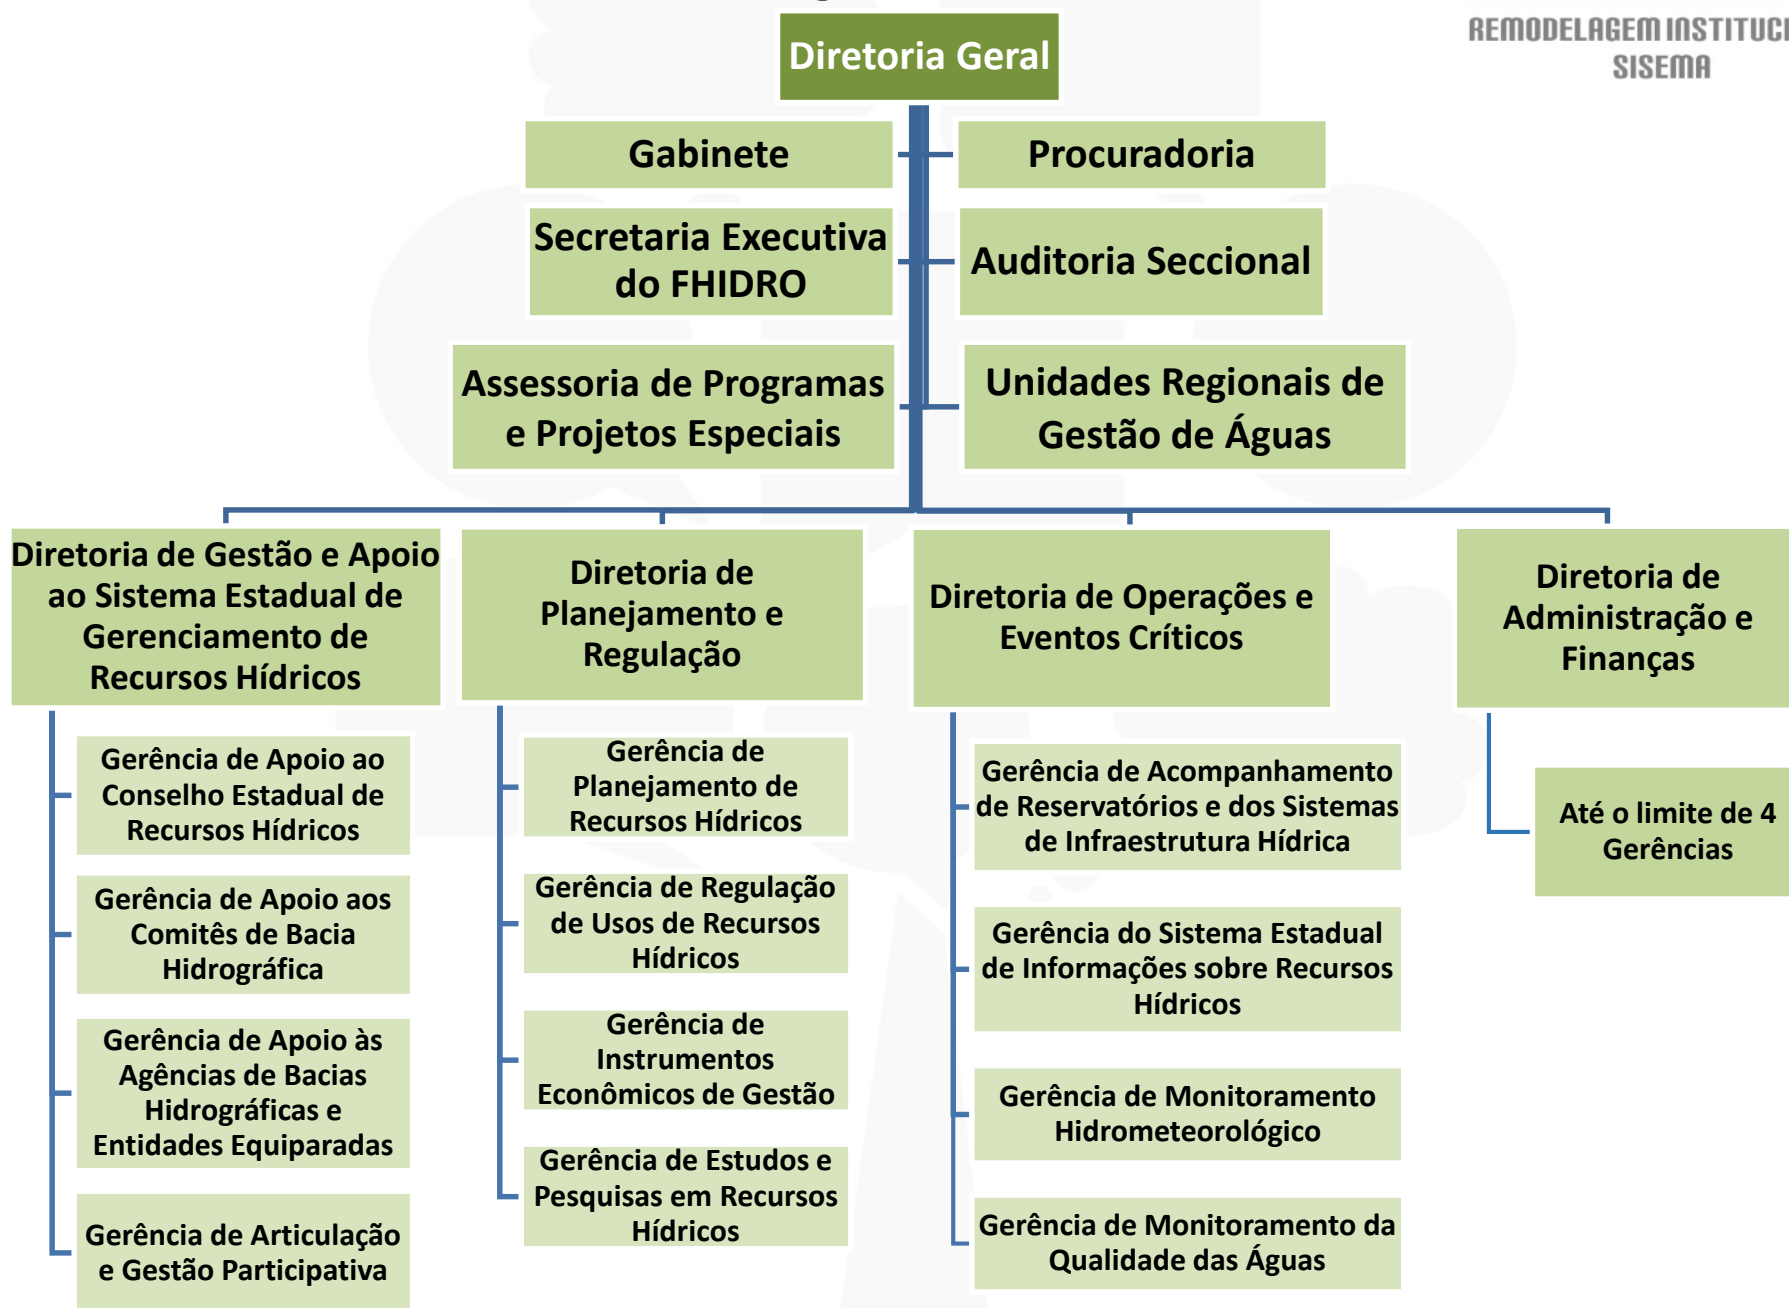 REMODELAGEM
SISEMA
Diretoria Geral
Gabinete
Procuradoria
Secretaria Executiva
do FHIDRO
Auditoria Seccional
Assessoria de Programas
e Projetos Especiais
Unidades Regionais de
Gestão de Águas
Diretoria de Gestão e Apoio
ao Sistema Estadual de
Gerenciamento de
Recursos Hídricos
Gerência de Apoio ao
Conselho Estadual de
Recursos Hídricos
Gerência de Apoio aos
Comitês de Bacia
Hidrográfica
Gerência de Apoio às
Agências de Bacias
Hidrográficas e
Entidades Equiparadas
Gerência de Articulação
e Gestão Participativa
Diretoria de
Planejamento e
Regulação
Gerência de
Planejamento de
Recursos Hídricos
Gerência de Regulação
de Usos de Recursos
Hídricos
Gerência de
Instrumentos
Econômicos de Gestão
Gerência de Estudos e
Pesquisas em Recursos
Hídricos
Diretoria de Operações e
Eventos Críticos
Gerência de Acompanhamento
de Reservatórios e dos Sistemas
de Infraestrutura Hídrica
Gerência do Sistema Estadual
de Informações sobre Recursos
Hídricos
Gerência de Monitoramento
Hidrometeorológico
Gerência de Monitoramento da
Qualidade das Águas
Diretoria de
Administração e
Finanças
Até o limite de 4
Gerências